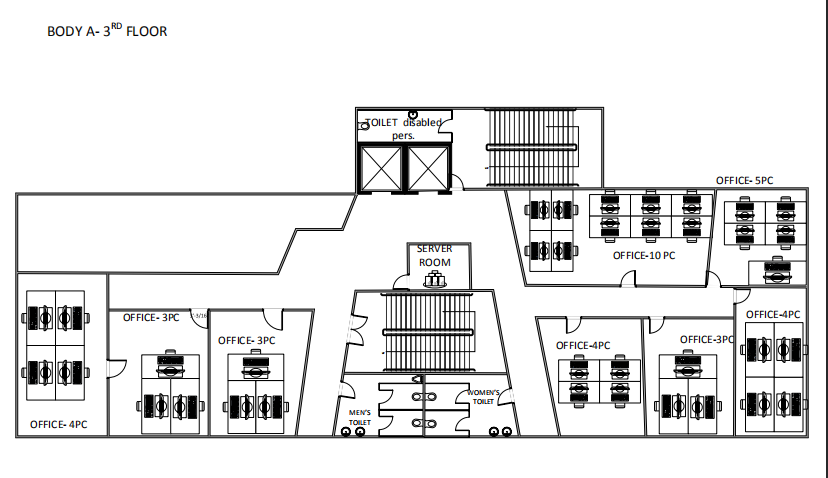 BODY A- 3RD FLOOR
TOILET disabled
pers.
OFFICE- 5PC
SERVER
ROOM
OFFICE-10 PC
OFFICE- 3PC
OFFICE- 3PC
OFFICE-4PC
OFFICE-3PC
OFFICE-4PC
OFFICE- 4PC
MEN'S
TOILET
WOMEN'S
TOILET